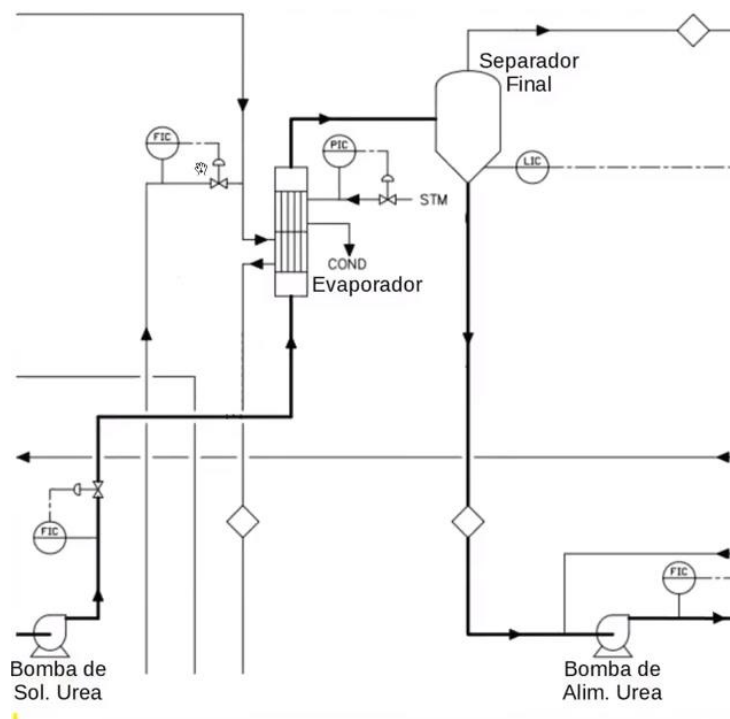 Separador
Final
FIC
PIC
LIC
STM
COND
Evaporador
FIC
FIC
Bomba de
Sol. Urea
Bomba de
Alim. Urea